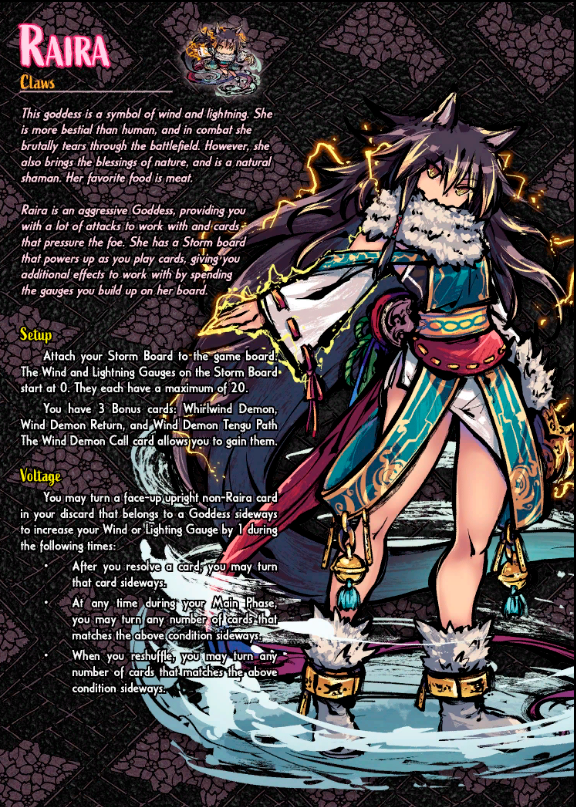 RAIRA
Claws
This goddess is a symbol of wind and lightning. She
is more bestial than human, and in combat she
brutally tears through the battlefield. However, she
also brings the blessings of nature, and is a natural
shaman. Her favorite food is meat.
Raira is an aggressive Goddess, providing you
with a lot of attacks to work with and cards
that pressure the foe. She has a Storm board
that powers up as you play cards, giving you
additional effects to work with by spending
the gauges you build up on her board.
Setup
Attach your Storm Board to the game board.
The Wind and Lightning Gauges on the Storm Board
start at 0. They each have a maximum of 20.
You have 3 Bonus cards: Whirlwind Demon,
Wind Demon Return, and Wind Demon Tengu Path
The Wind Demon Call card allows you to gain them.
Voltage
You may turn a face-up upright non-Raira card
in your discard that belongs to a Goddess sideways
to increase your Wind or Lighting Gauge by 1 during
the following times:
• After you resolve a card, you may turn
that card sideways.
• At any time during your Main Phase,
you may turn any number of cards that
matches the above condition sideways.
• When you reshuffle, you may turn any
number of cards that matches the above
condition sideways.